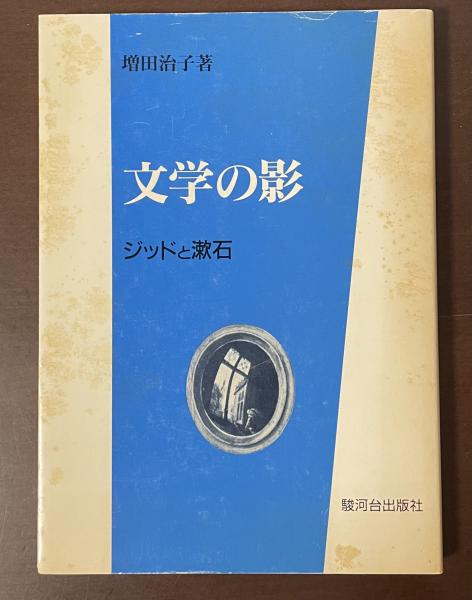 増田治子著
文学の影
ジッドと漱石
駿河台出版社